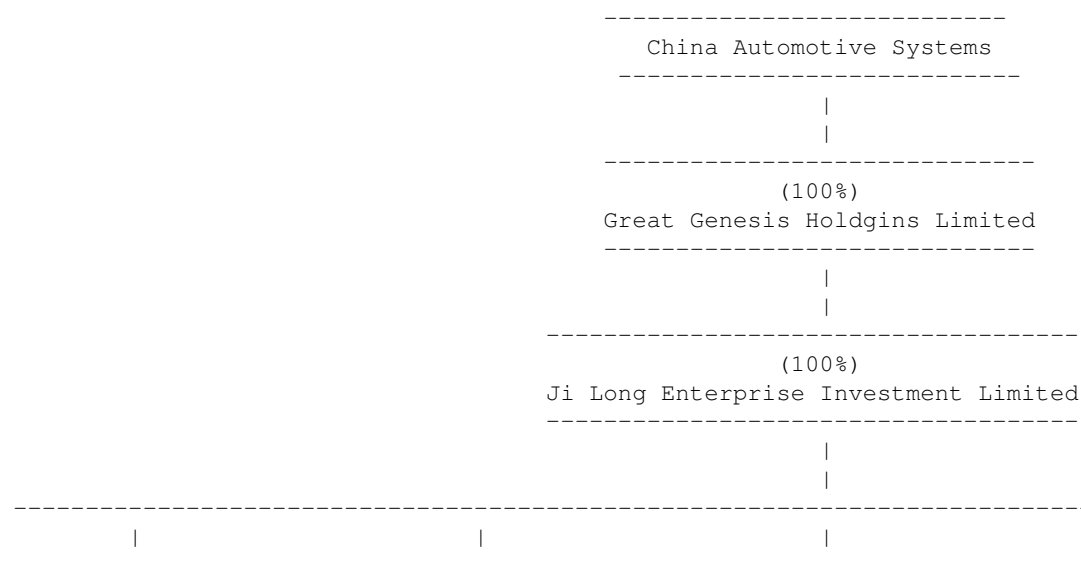 China Automotive Systems
(100%)
Great Genesis Holdgins Limited
(100%)
Ji Long Enterprise Investment Limited